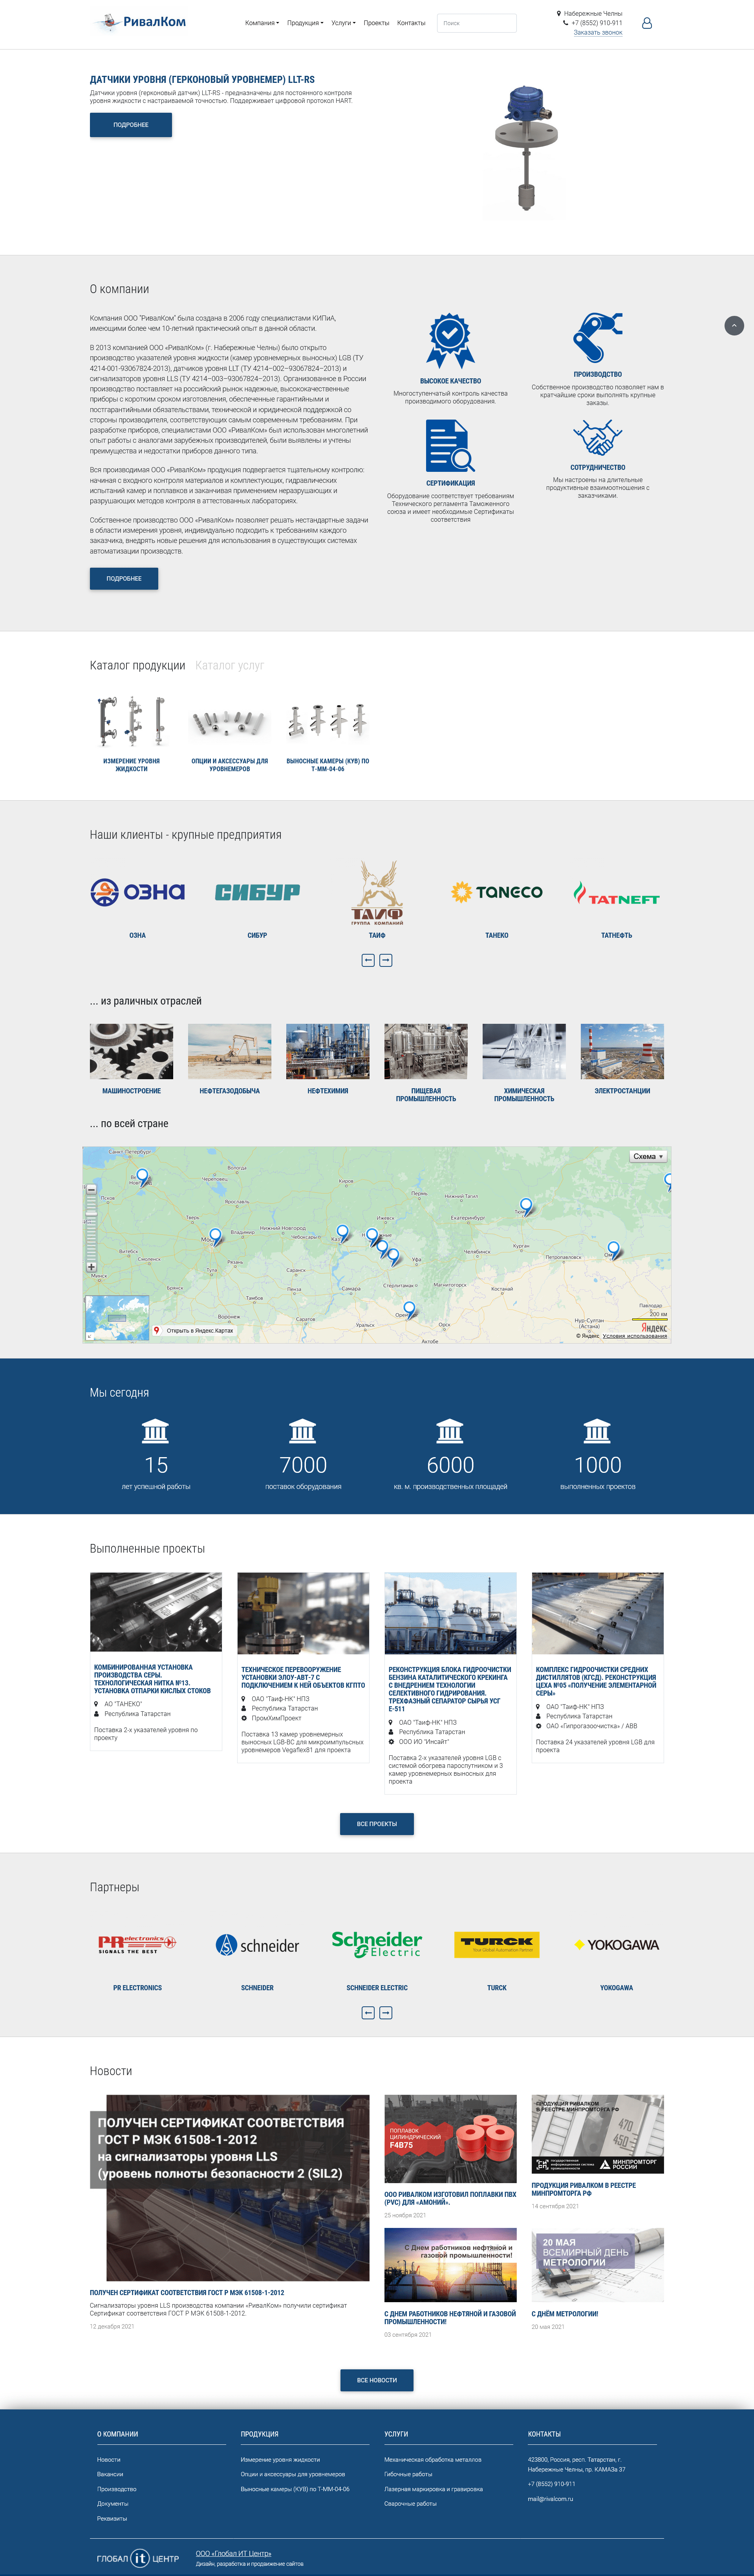 РивалКом
Компания
Продукция
Услуги
Проекты
Контакты
Поиск
Набережные Челны
+7 (8552) 910-911
Заказать звонок
ДАТЧИКИ УРОВНЯ (ГЕРКОНОВЫЙ УРОВНЕМЕР) LLT-RS
Датчики уровня (герконовый датчик) LLT-RS - предназначены для постоянного контроля
уровня жидкости с настраиваемой точностью. Поддерживает цифровой протокол HART.
ПОДРОБНЕЕ
О компании
Компания ООО "РивалКом" была создана в 2006 году специалистами КИПиА,
имеющими более чем 10-летний практический опыт в данной области.
В 2013 компанией ООО «РивалКом» (г. Набережные Челны) было открыто
производство указателей уровня жидкости (камер уровнемерных выносных) LGB (ТУ
4214-001-93067824-2013), датчиков уровня LLT (ТУ 4214–002–93067824–2013) и
сигнализаторов уровня LLS (ТУ 4214–003–93067824–2013). Организованное в России
производство поставляет на российский рынок надежные, высококачественные
приборы с коротким сроком изготовления, обеспеченные гарантийными и
постгарантийными обязательствами, технической и юридической поддержкой со
стороны производителя, соответствующим самым современным требованиям. При
разработке приборов, специалистами ООО «РивалКом» был использован многолетний
опыт работы с аналогами зарубежных производителей, были выявлены и учтены
преимущества и недостатки приборов данного типа.
Вся производимая ООО «РивалКом» продукция подвергается тщательному контролю:
начиная с входного контроля материалов и комплектующих, гидравлических
испытаний камер и поплавков и заканчивая применением неразрушающих и
разрушающих методов контроля в аттестованных лабораториях.
Собственное производство ООО «РивалКом» позволяет решать нестандартные задачи
в области измерения уровня, индивидуально подходить к требованиям каждого
заказчика, внедрять новые решения для использования в существующих системах
автоматизации производств.
ПОДРОБНЕЕ
ВЫСОКОЕ КАЧЕСТВО
Многоступенчатый контроль качества
производимого оборудования.
ПРОИЗВОДСТВО
Собственное производство позволяет нам в
кратчайшие сроки выполнять крупные
заказы.
СЕРТИФИКАЦИЯ
Оборудование соответствует требованиям
Технического регламента Таможенного
союза и имеет необходимые Сертификаты
соответствия
СОТРУДНИЧЕСТВО
Мы настроены на длительные
продуктивные взаимоотношения с
заказчиками.
Каталог продукции
Каталог услуг
ИЗМЕРЕНИЕ УРОВНЯ
ЖИДКОСТИ
ОПЦИИ И АКСЕССУАРЫ ДЛЯ
УРОВНЕМЕРОВ
ВЫНОСНЫЕ КАМЕРЫ (КУВ) ПО
Т-ММ-04-06
Наши клиенты - крупные предприятия
ОЗНА
СИБУР
ТАИФ
ГРУППА КОМПАНИЙ
TANECO
TATNEFT
ОЗНА
СИБУР
ТАИФ
ТАНЕКО
ТАТНЕФТЬ
... из раличных отраслей
МАШИНОСТРОЕНИЕ
НЕФТЕГАЗОДОБЫЧА
НЕФТЕХИМИЯ
ПИЩЕВАЯ
ПРОМЫШЛЕННОСТЬ
ХИМИЧЕСКАЯ
ПРОМЫШЛЕННОСТЬ
ЭЛЕКТРОСТАНЦИИ
... по всей стране
Санкт-Петербург
Вологда
Череповец
Псков
Ярославль
Киров
Пермь
Нижний Тагил
Тверь
Ижевск
Екатеринбург
Владимир
Нижний Новгород
Чебоксары
Витебск
Смоленск
Рязань
Тула
Саранск
Уфа
Челябинск
Курган
Петропавловск
Минск
Брянск
Пенза
Самара
Стерлитамак
Магнитогорск
Костанай
Тамбов
Воронеж
Саратов
Уральск
Орск
Актобе
Нур-Султан
(Астана)
Павлодар
Схема
200 км
Открыть в Яндекс.Картах
Яндекс
© Яндекс Условия использования
Мы сегодня
15
лет успешной работы
7000
поставок оборудования
6000
кв. м. производственных площадей
1000
выполненных проектов
Выполненные проекты
КОМБИНИРОВАННАЯ УСТАНОВКА
ПРОИЗВОДСТВА СЕРЫ.
ТЕХНОЛОГИЧЕСКАЯ НИТКА №13.
УСТАНОВКА ОТПАРКИ КИСЛЫХ СТОКОВ
АО "ТАНЕКО"
Республика Татарстан
Поставка 2-х указателей уровня по
проекту
ТЕХНИЧЕСКОЕ ПЕРЕВООРУЖЕНИЕ
УСТАНОВКИ ЭЛОУ-АВТ-7 С
ПОДКЛЮЧЕНИЕМ К НЕЙ ОБЪЕКТОВ КГПТО
ОАО "Таиф-НК" НПЗ
Республика Татарстан
ПромХимПроект
Поставка 13 камер уровнемерных
выносных LGB-BC для микроимпульсных
уровнемеров Vegaflex81 для проекта
РЕКОНСТРУКЦИЯ БЛОКА ГИДРООЧИСТКИ
БЕНЗИНА КАТАЛИТИЧЕСКОГО КРЕКИНГА
С ВНЕДРЕНИЕМ ТЕХНОЛОГИИ
СЕЛЕКТИВНОГО ГИДРИРОВАНИЯ.
ТРЕХФАЗНЫЙ СЕПАРАТОР СЫРЬЯ УСГ
Е-511
ОАО "Таиф-НК" НПЗ
Республика Татарстан
ООО ИО "Инсайт"
Поставка 2-х указателей уровня LGB с
системой обогрева пароспутником и 3
камер уровнемерных выносных для
проекта
КОМПЛЕКС ГИДРООЧИСТКИ СРЕДНИХ
ДИСТИЛЛЯТОВ (КГСД). РЕКОНСТРУКЦИЯ
ЦЕХА №05 «ПОЛУЧЕНИЕ ЭЛЕМЕНТАРНОЙ
СЕРЫ»
ОАО "Таиф-НК" НПЗ
Республика Татарстан
ОАО «Гипрогазоочистка» / ABB
Поставка 24 указателей уровня LGB для
проекта
ВСЕ ПРОЕКТЫ
Партнеры
PR electronics
SIGNALS THE BEST
schneider
Schneider Electric
TURCK
Your Global Automation Partner
YOKOGAWA
PR ELECTRONICS
SCHNEIDER
SCHNEIDER ELECTRIC
TURCK
YOKOGAWA
Новости
ПОЛУЧЕН СЕРТИФИКАТ СООТВЕТСТВИЯ
ГОСТ Р МЭК 61508-1-2012
на сигнализаторы уровня LLS
(уровень полноты безопасности 2 (SIL2)
ПОЛУЧЕН СЕРТИФИКАТ СООТВЕТСТВИЯ ГОСТ Р МЭК 61508-1-2012
Сигнализаторы уровня LLS производства компании «РивалКом» получили сертификат
Сертификат соответствия ГОСТ Р МЭК 61508-1-2012.
12 декабря 2021
ПОПЛАВОК
ЦИЛИНДРИЧЕСКИЙ
F4B75
ООО РИВАЛКОМ ИЗГОТОВИЛ ПОПЛАВКИ ПВХ
(PVC) ДЛЯ «АМОНИЙ».
25 ноября 2021
ПРОДУКЦИЯ РИВАЛКОМ
В РЕЕСТРЕ МИНПРОМТОРГА РФ
470
450
МИНПРОМТОРГ
РОССИИ
ПРОДУКЦИЯ РИВАЛКОМ В РЕЕСТРЕ
МИНПРОМТОРГА РФ
14 сентября 2021
С Днем работников нефтяной и
газовой промышленности!
С ДНЕМ РАБОТНИКОВ НЕФТЯНОЙ И ГАЗОВОЙ
ПРОМЫШЛЕННОСТИ!
03 сентября 2021
20 МАЯ
ВСЕМИРНЫЙ ДЕНЬ
МЕТРОЛОГИИ
С ДНЁМ МЕТРОЛОГИИ!
20 мая 2021
ВСЕ НОВОСТИ
О КОМПАНИИ
Новости
Вакансии
Производство
Документы
Реквизиты
ПРОДУКЦИЯ
Измерение уровня жидкости
Опции и аксессуары для уровнемеров
Выносные камеры (КУВ) по Т-ММ-04-06
УСЛУГИ
Механическая обработка металлов
Гибочные работы
Лазерная маркировка и гравировка
Сварочные работы
КОНТАКТЫ
423800, Россия, респ. Татарстан, г.
Набережные Челны, пр. КАМАЗа 37
+7 (8552) 910-911
mail@rivalcom.ru
ГЛОБАЛ it ЦЕНТР
ООО «Глобал ИТ Центр»
Дизайн, разработка и продвижение сайтов